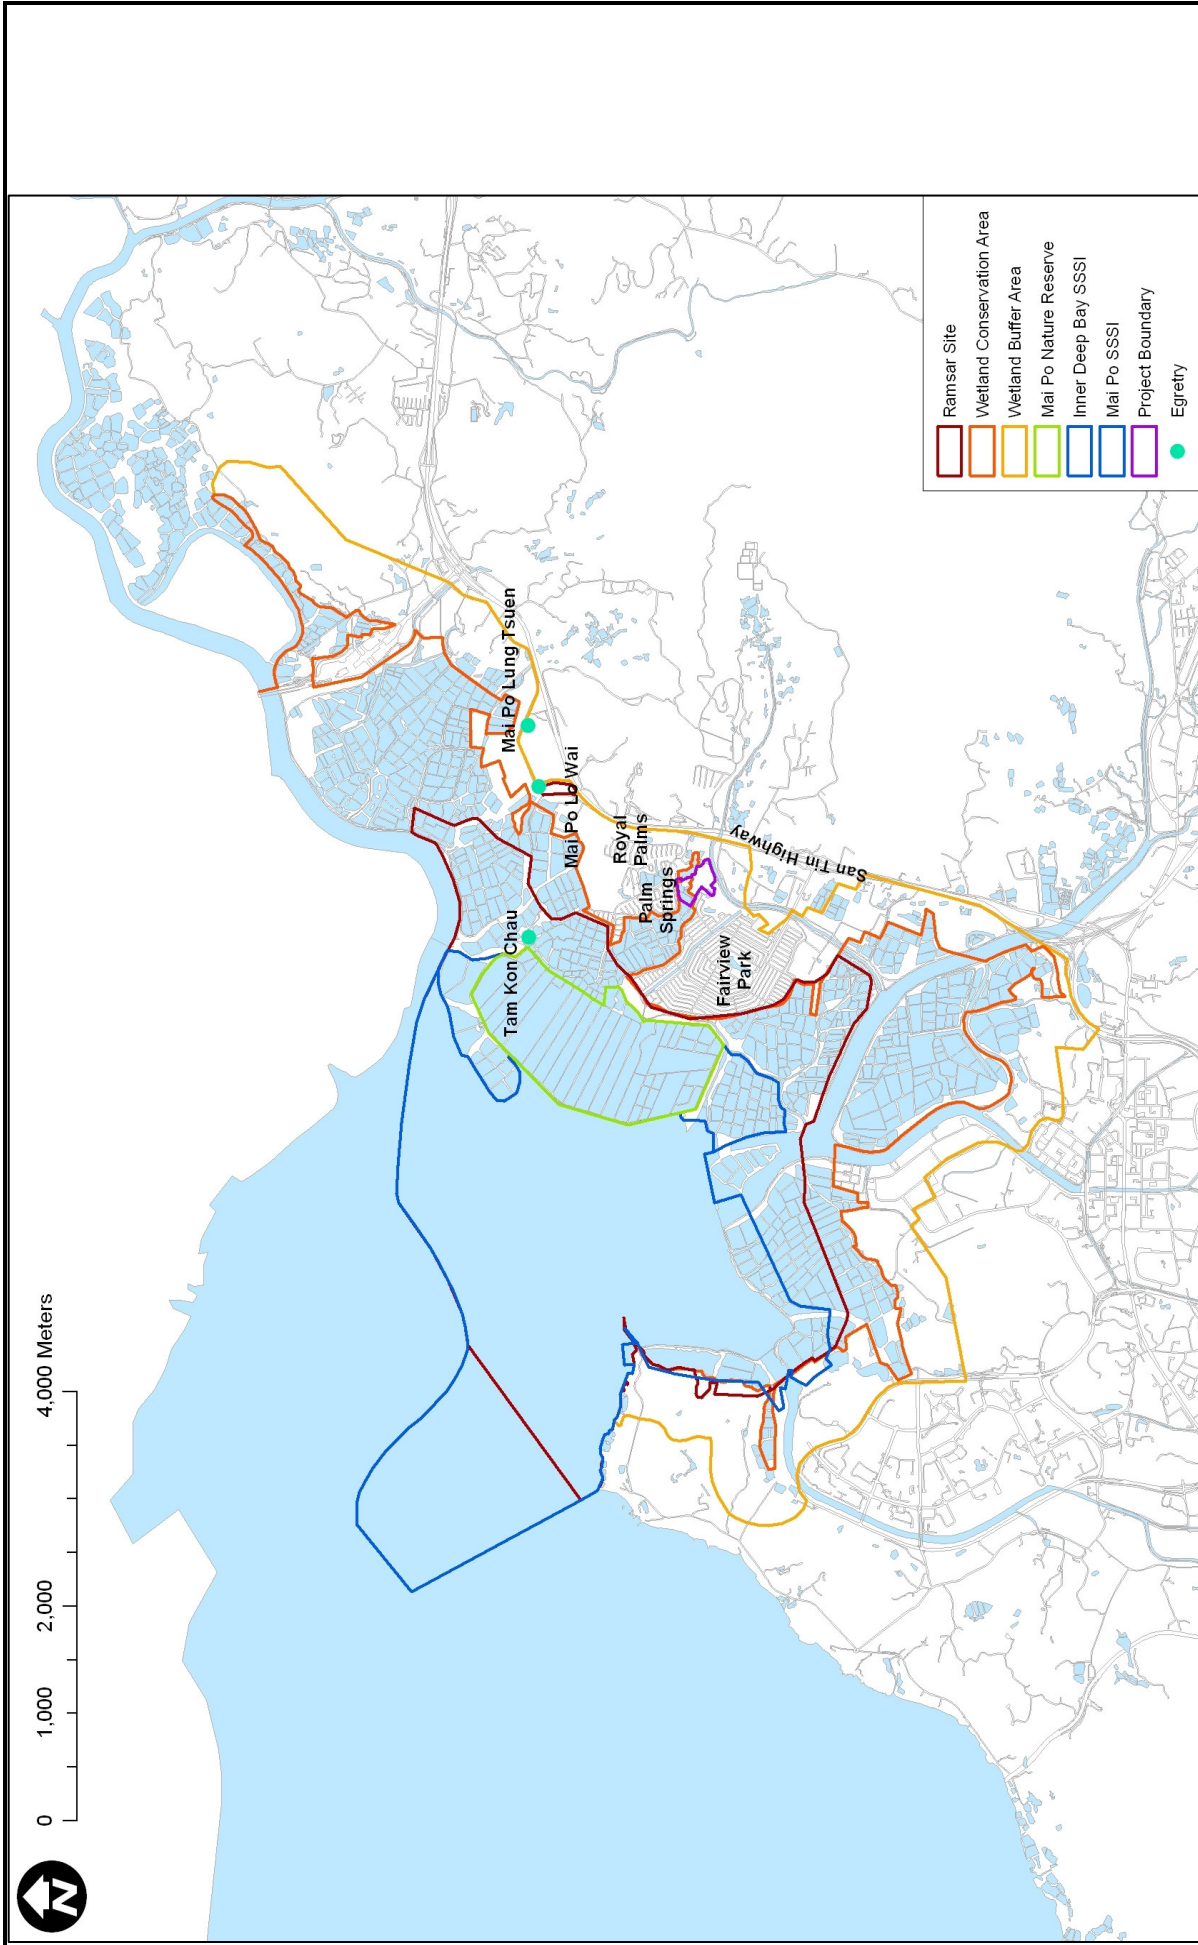 N
0 1,000 2,000 4,000 Meters
Mai Po Lung Tsuen
Tam Kon Chau
Mai Po Lo Wai
Royal
Palms
Palm
Springs
Fairview
Park
San Tin Highway
Ramsar Site
Wetland Conservation Area
Wetland Buffer Area
Mai Po Nature Reserve
Inner Deep Bay SSSI
Mai Po SSSI
Project Boundary
Egretry